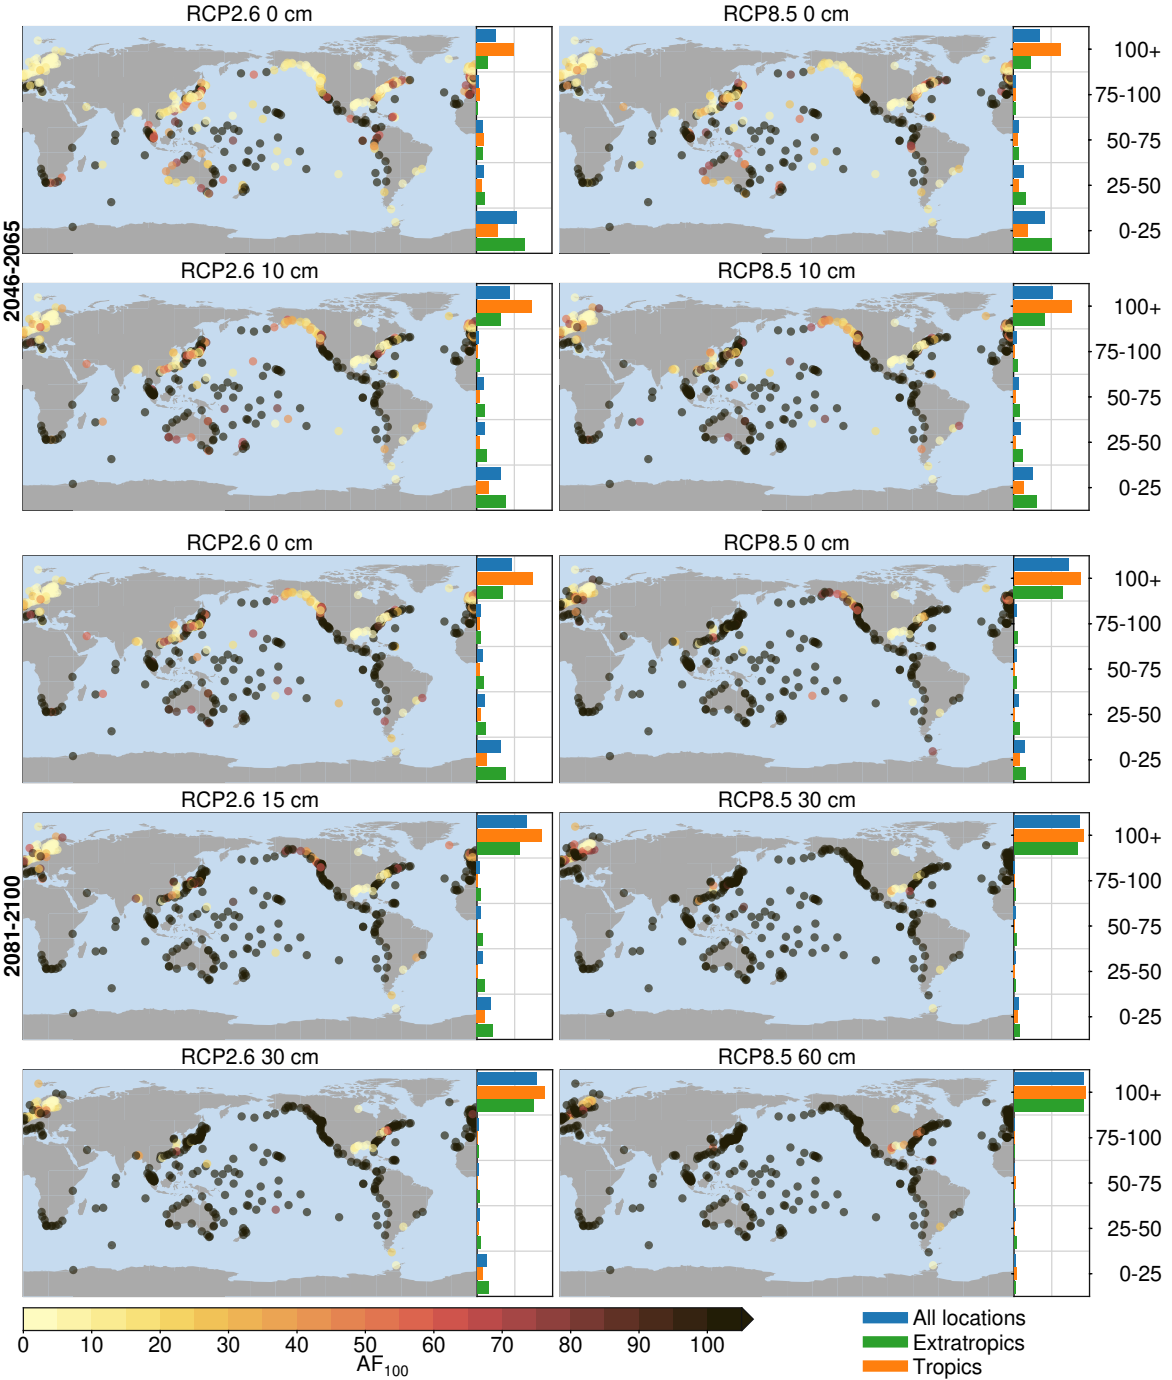 RCP2.6 0 cm
RCP8.5 0 cm
100+
75-100
50-75
25-50
0-25
2046-2065
RCP2.6 10 cm
RCP8.5 10 cm
100+
75-100
50-75
25-50
0-25
RCP2.6 0 cm
RCP8.5 0 cm
100+
75-100
50-75
25-50
0-25
RCP2.6 15 cm
RCP8.5 30 cm
100+
75-100
50-75
25-50
0-25
2081-2100
RCP2.6 30 cm
RCP8.5 60 cm
100+
75-100
50-75
25-50
0-25
0 10 20 30 40 50 60 70 80 90 100
AF₁₀₀
All locations
Extratropics
Tropics